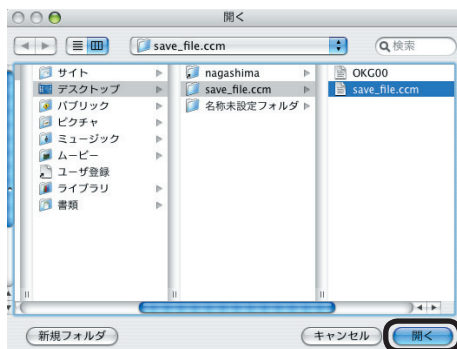 開く
save_file.ccm
検索
サイト
デスクトップ
パブリック
ピクチャ
ミュージック
ムービー
ユーザ登録
ライブラリ
書類
nagashima
save_file.ccm
名称未設定フォルダ
OKG00
save_file.ccm
新規フォルダ
キャンセル
開く